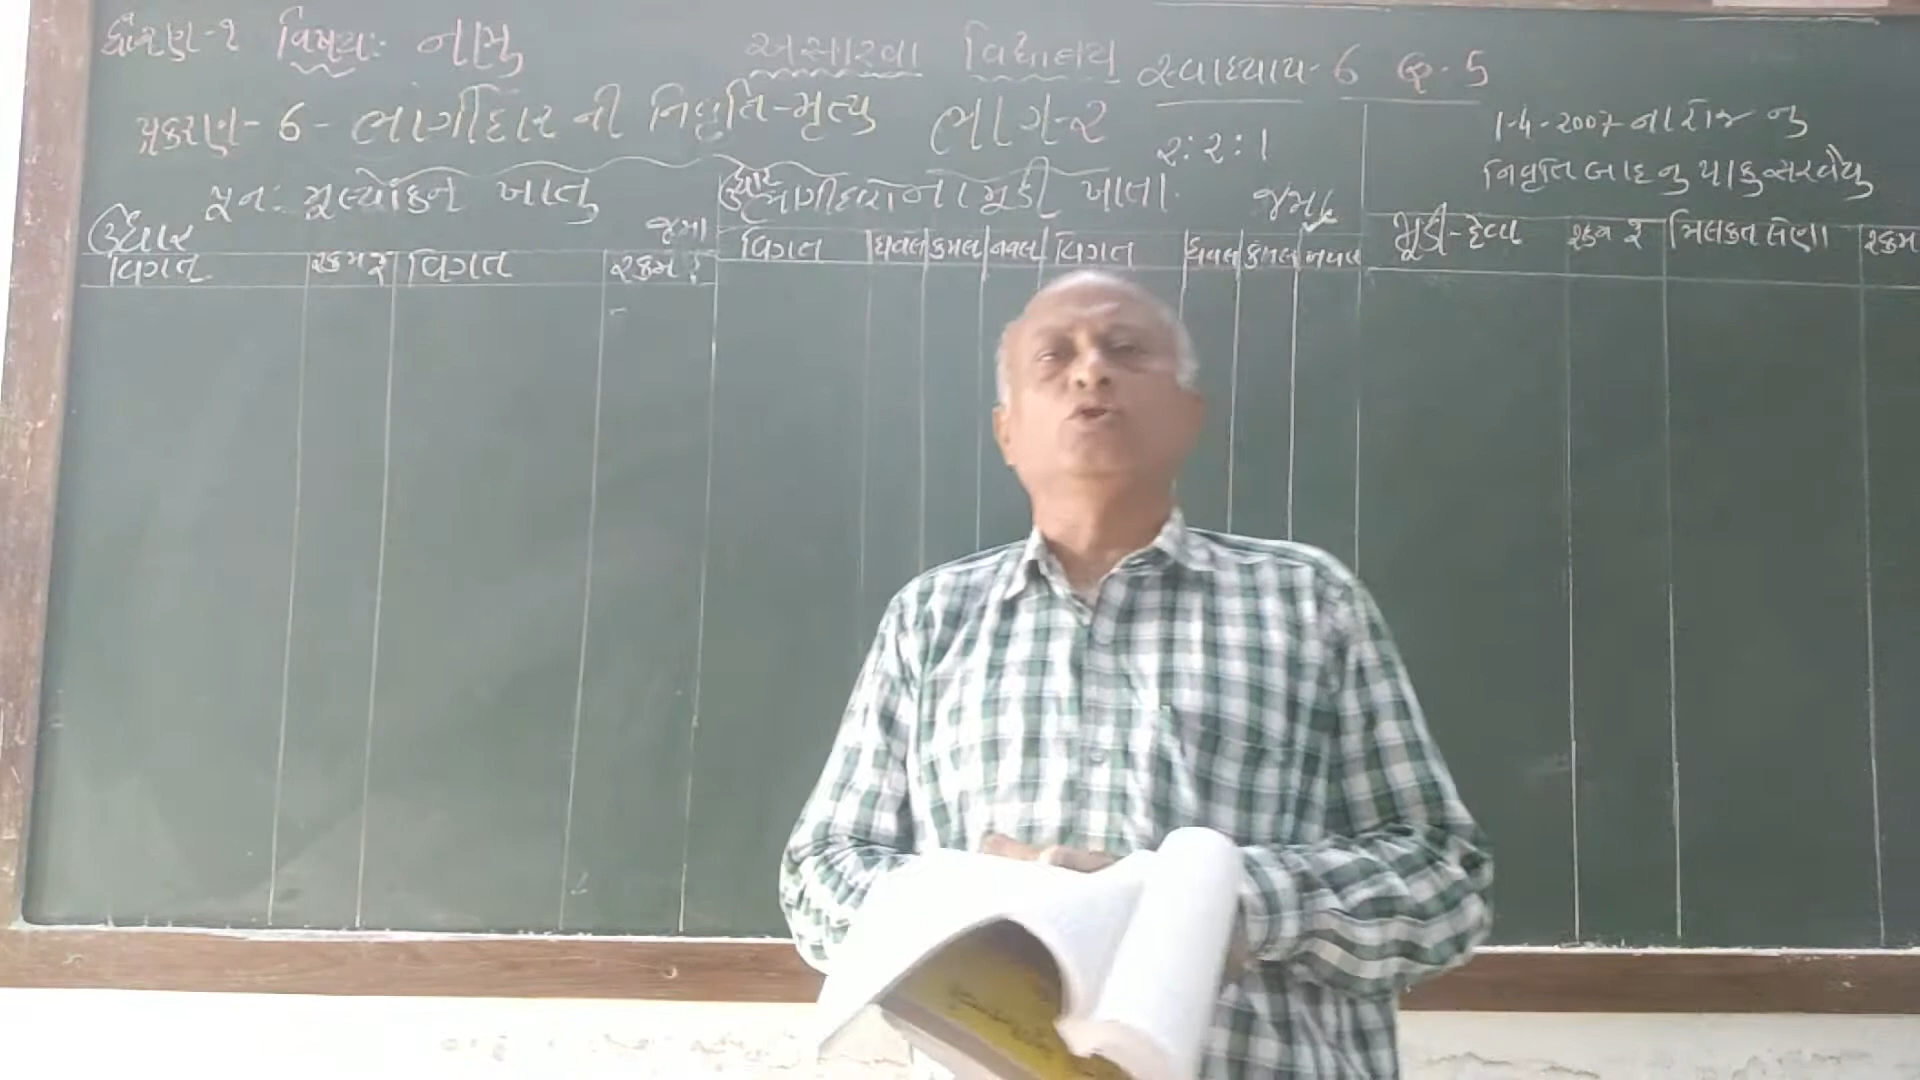 ધોરણ-૧ વિષય: નામુ
અસારવા વિદ્યાલય સ્વાધ્યાય-6 દા-5
પ્રકરણ-6-ભાગીદાર ની નિવૃતિ-મૃત્યુ ભાગ-૨
૨:૨:1
1-4-2007 ના રોજ નુ
નિવૃતિ બાદ નુ પાકુ સરવૈયુ
પૂન: મૂલ્યાંકન ખાતુ
ઉધાર જમા
વિગત રકમ ₹ વિગત રકમ ₹
ઉધાર ભાગીદારોના મૂડી ખાતા જમા
વિગત ધવલ કમલ નવલ વિગત ધવલ કમલ નવલ
મૂડી-દેવા રકમ ₹ મિલકત લેણા રકમ